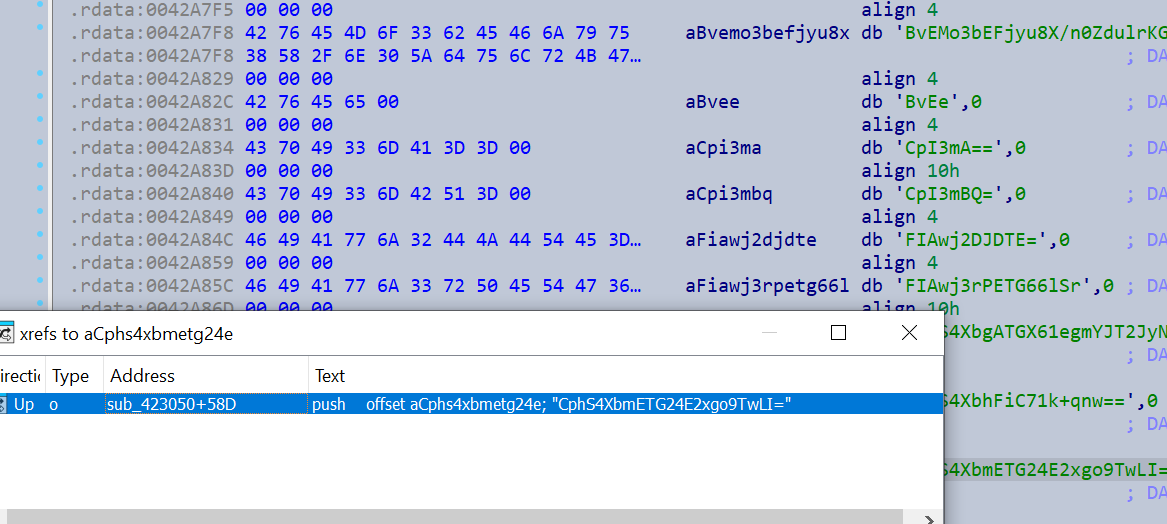 .rdata:0042A7F5 00 00 00 align 4
.rdata:0042A7F8 42 76 45 4D 6F 33 62 45 46 6A 79 75 aBvemo3befjyu8x db 'BvEMo3bEFjyu8X/n0ZdulrKG
.rdata:0042A7F8 38 58 2F 6E 30 5A 64 75 6C 72 4B 47… ; DA
.rdata:0042A829 00 00 00 align 4
.rdata:0042A82C 42 76 45 65 00 aBvee db 'BvEe',0 ; DA
.rdata:0042A831 00 00 00 align 4
.rdata:0042A834 43 70 49 33 6D 41 3D 3D 00 aCpi3ma db 'CpI3mA==',0 ; DA
.rdata:0042A83D 00 00 00 align 10h
.rdata:0042A840 43 70 49 33 6D 42 51 3D 00 aCpi3mbq db 'CpI3mBQ=',0 ; DA
.rdata:0042A849 00 00 00 align 4
.rdata:0042A84C 46 49 41 77 6A 32 44 4A 44 54 45 3D… aFiawj2djdte db 'FIAwj2DJDTE=',0 ; DA
.rdata:0042A859 00 00 00 align 4
.rdata:0042A85C 46 49 41 77 6A 33 72 50 45 54 47 36… aFiawj3rpetg66l db 'FIAwj3rPETG66lSr',0 ; DA
.rdata:0042A86D 00 00 00 align 10h
S4XbgATGX61egmYJT2JyN
; DA
S4XbhFiC71k+qnw==',0
; DA
S4XbmETG24E2xgo9TwLI=
; DA
xrefs to aCphs4xbmetg24e
irectic Type Address Text
Up o sub_423050+58D push offset aCphs4xbmetg24e; "CphS4XbmETG24E2xgo9TwLI="